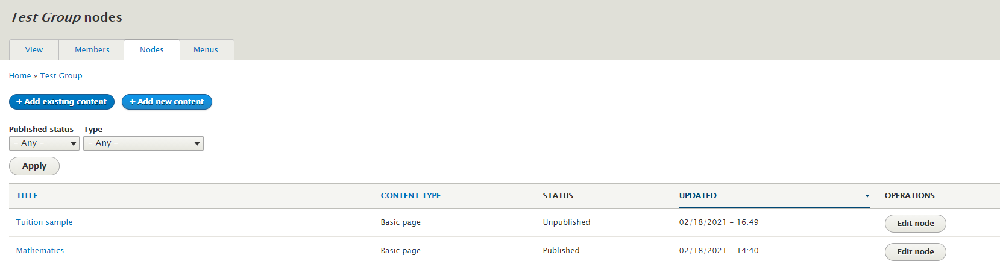 Test Group nodes
View Members Nodes Menus
Home » Test Group
+ Add existing content + Add new content
Published status Type
- Any - - Any -
Apply
TITLE CONTENT TYPE STATUS UPDATED OPERATIONS
Tuition sample Basic page Unpublished 02/18/2021 - 16:49 Edit node
Mathematics Basic page Published 02/18/2021 - 14:40 Edit node